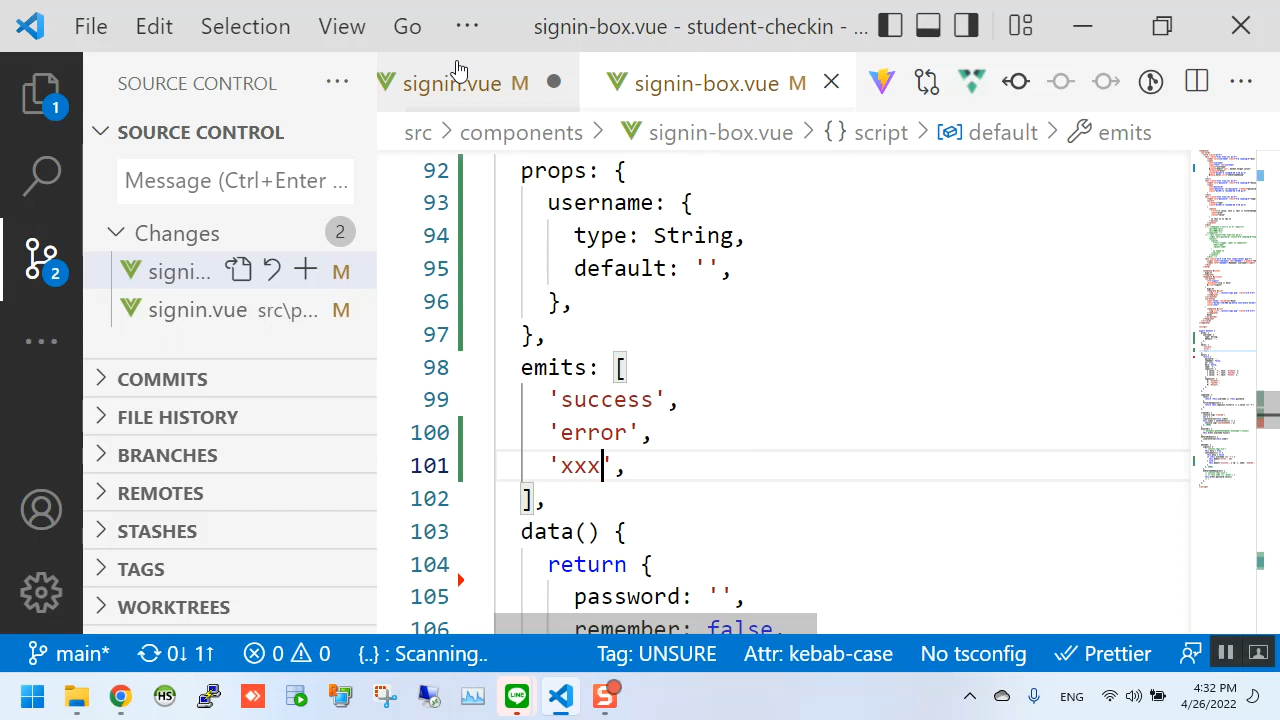 File Edit Selection View Go ··· signin-box.vue - student-checkin - ...
SOURCE CONTROL ···
signin.vue M ● signin-box.vue M
src > components > signin-box.vue > {} script > default > emits
SOURCE CONTROL
Message (Ctrl+Enter ...
Changes 2
signi... M
signin.vue src\p... M
COMMITS
FILE HISTORY
BRANCHES
REMOTES
STASHES
TAGS
WORKTREES
1
2
92 props: {
93 username: {
94 type: String,
95 default: '',
96 },
97 },
98 emits: [
99 'success',
100 'error',
101 'xxx',
102 ],
103 data() {
104 return {
105 password: '',
106 remember: false,
main* 0↓ 1↑ 0 0 {..} : Scanning.. Tag: UNSURE Attr: kebab-case No tsconfig Prettier
HS LINE S ENG 4:32 PM
4/26/2022